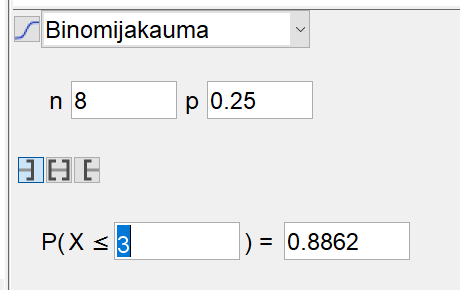 Binomijakauma
n 8 p 0.25
P( X ≤ 3 ) = 0.8862